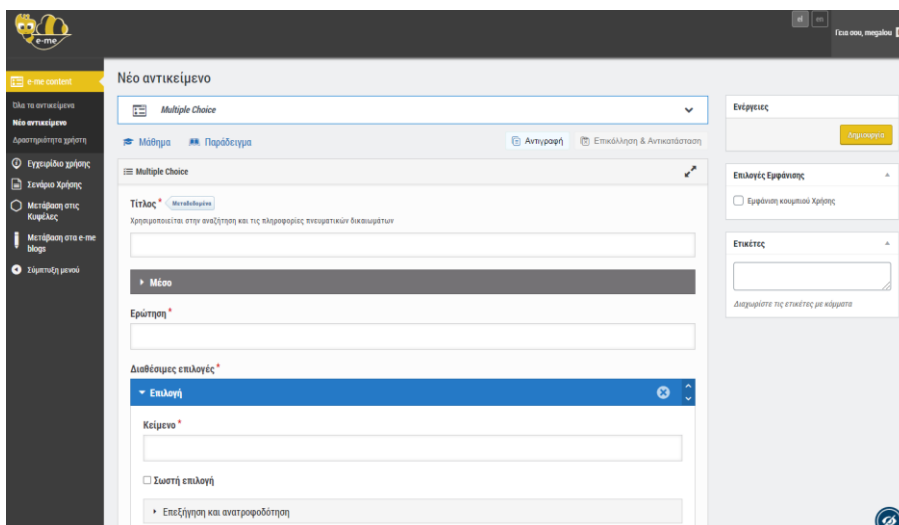 e-me
el
en
Γεια σου, megalou
e-me content
Όλα τα αντικείμενα
Νέο αντικείμενο
Δραστηριότητα χρήστη
Εγχειρίδιο χρήσης
Σενάριο Χρήσης
Μετάβαση στις
Κυψέλες
Μετάβαση στα e-me
blogs
Σύμπτυξη μενού
Νέο αντικείμενο
Multiple Choice
Μάθημα
Παράδειγμα
Αντιγραφή
Επικόλληση & Αντικατάσταση
Multiple Choice
Τίτλος *
Μεταδεδομένα
Χρησιμοποιείται στην αναζήτηση και τις πληροφορίες πνευματικών δικαιωμάτων
Μέσο
Ερώτηση *
Διαθέσιμες επιλογές *
Επιλογή
Κείμενο *
Σωστή επιλογή
Επεξήγηση και ανατροφοδότηση
Ενέργειες
Δημιουργία
Επιλογές Εμφάνισης
Εμφάνιση κουμπιού Χρήσης
Ετικέτες
Διαχωρίστε τις ετικέτες με κόμματα